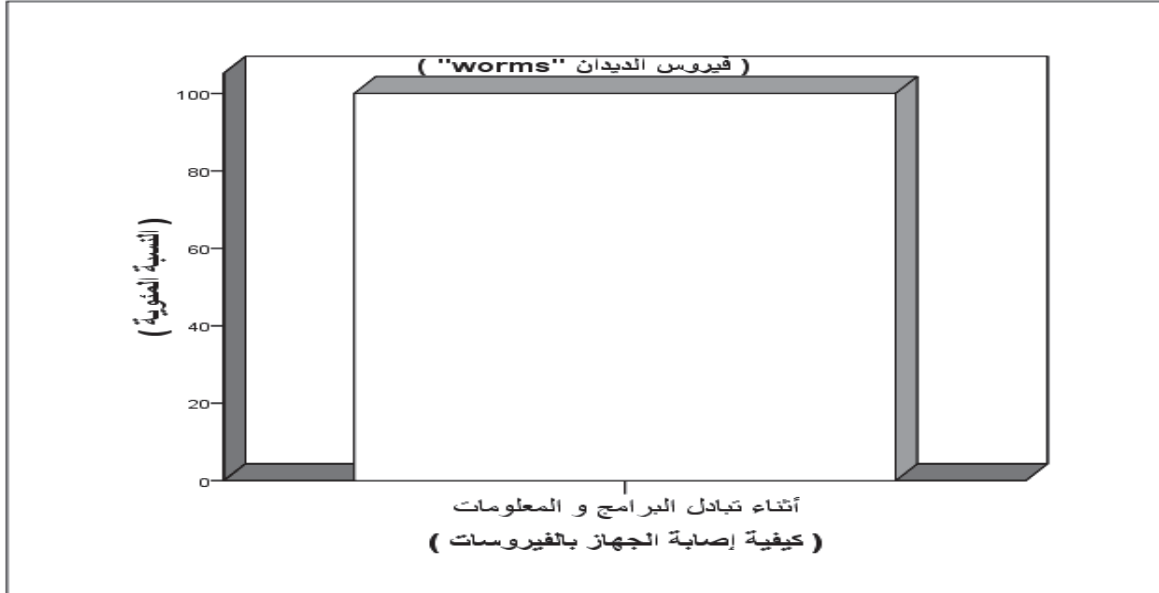 ( فيروس الديدان "worms" )
100
80
60
40
20
0
( النسبة المئوية )
أثناء تبادل البرامج و المعلومات
( كيفية إصابة الجهاز بالفيروسات )